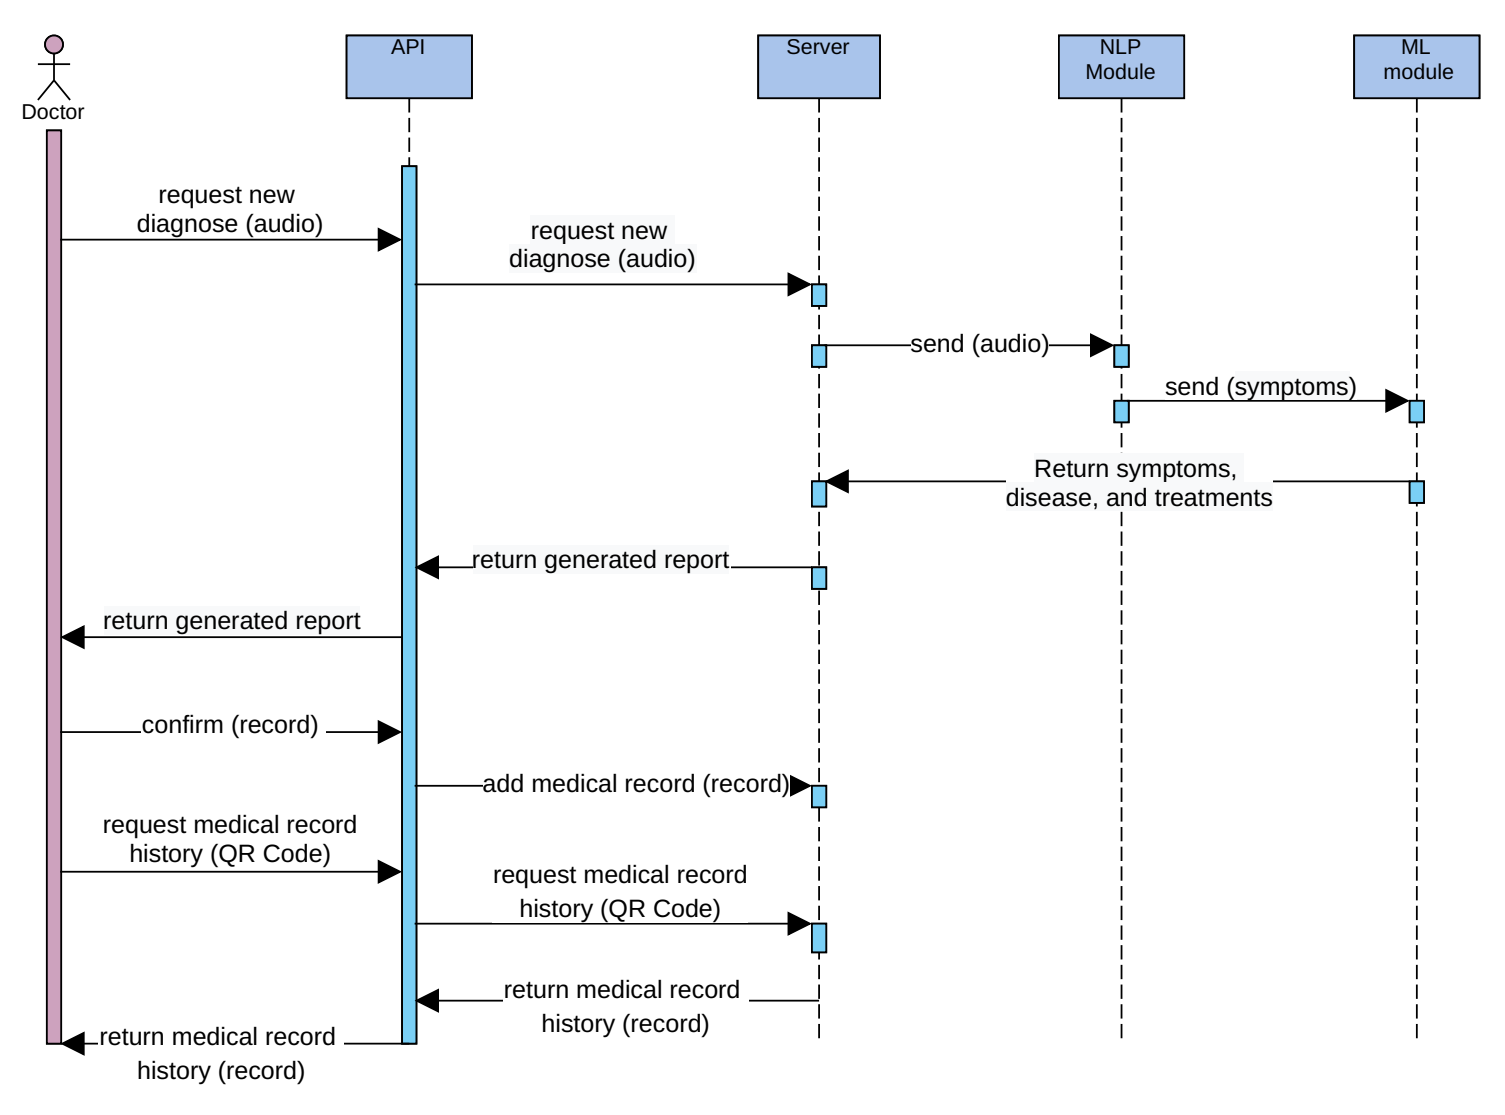 Doctor
API
Server
NLP
Module
ML
module
request new
diagnose (audio)
request new
diagnose (audio)
send (audio)
send (symptoms)
Return symptoms,
disease, and treatments
return generated report
return generated report
confirm (record)
add medical record (record)
request medical record
history (QR Code)
request medical record
history (QR Code)
return medical record
history (record)
return medical record
history (record)